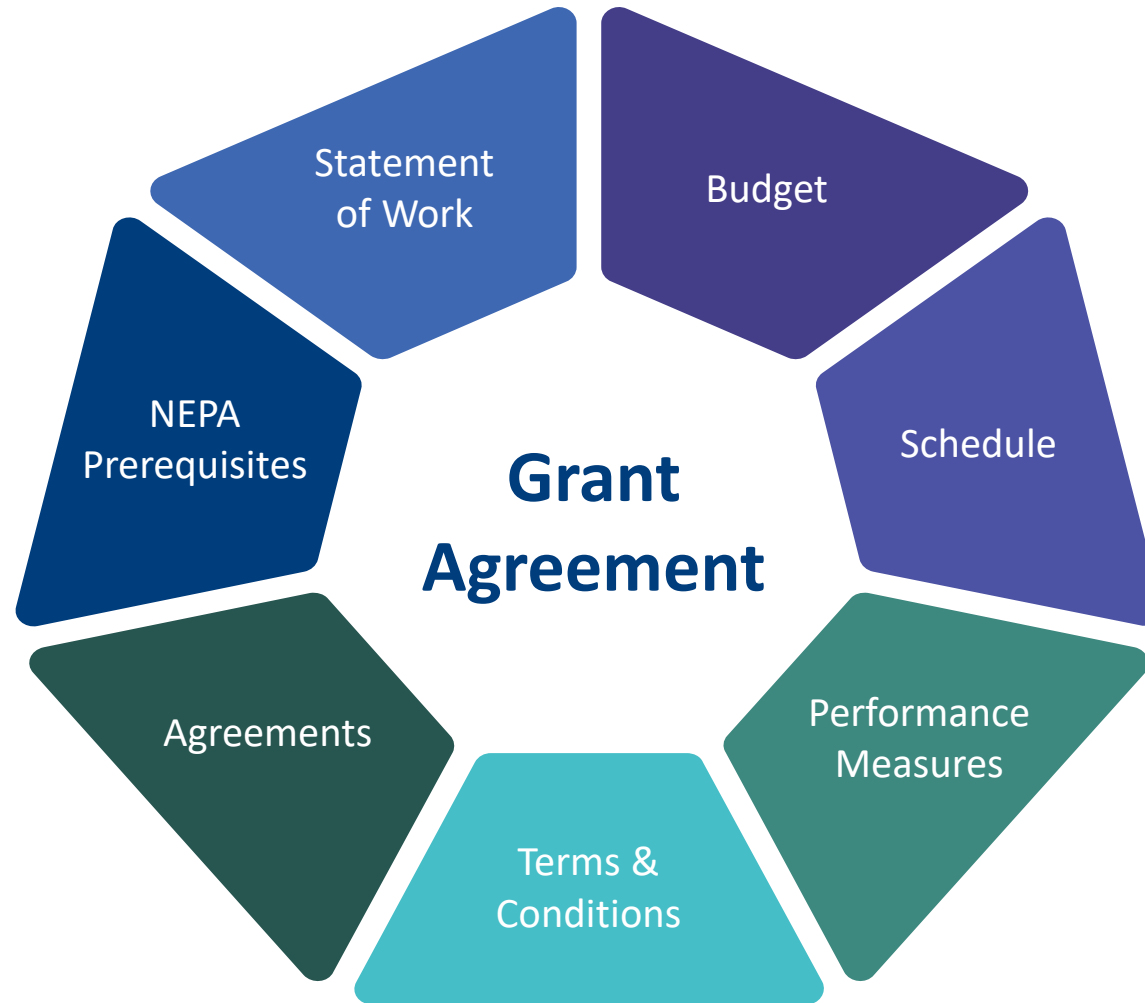 Statement
of Work
Budget
NEPA
Prerequisites
Schedule
Grant
Agreement
Agreements
Performance
Measures
Terms &
Conditions